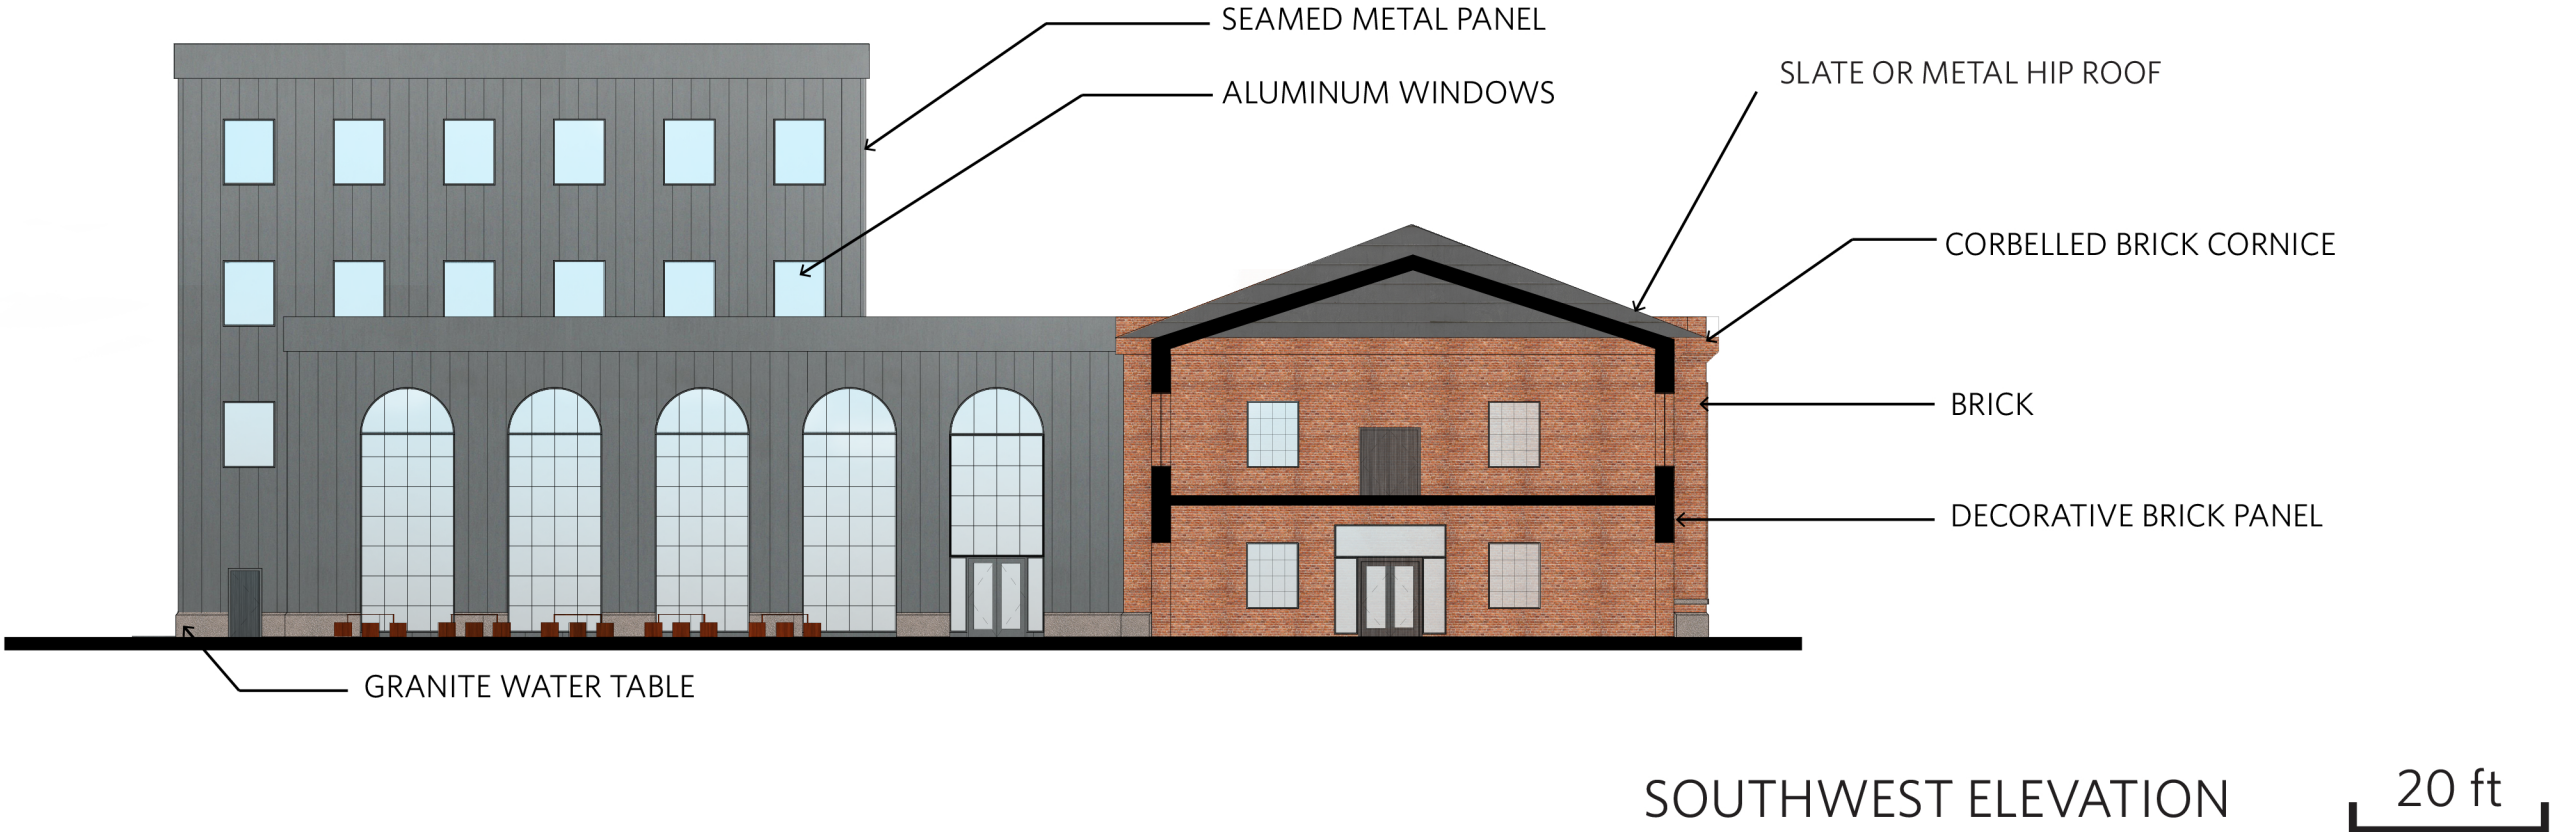 SEAMED METAL PANEL
ALUMINUM WINDOWS
SLATE OR METAL HIP ROOF
CORBELLED BRICK CORNICE
BRICK
DECORATIVE BRICK PANEL
GRANITE WATER TABLE
SOUTHWEST ELEVATION
20 ft